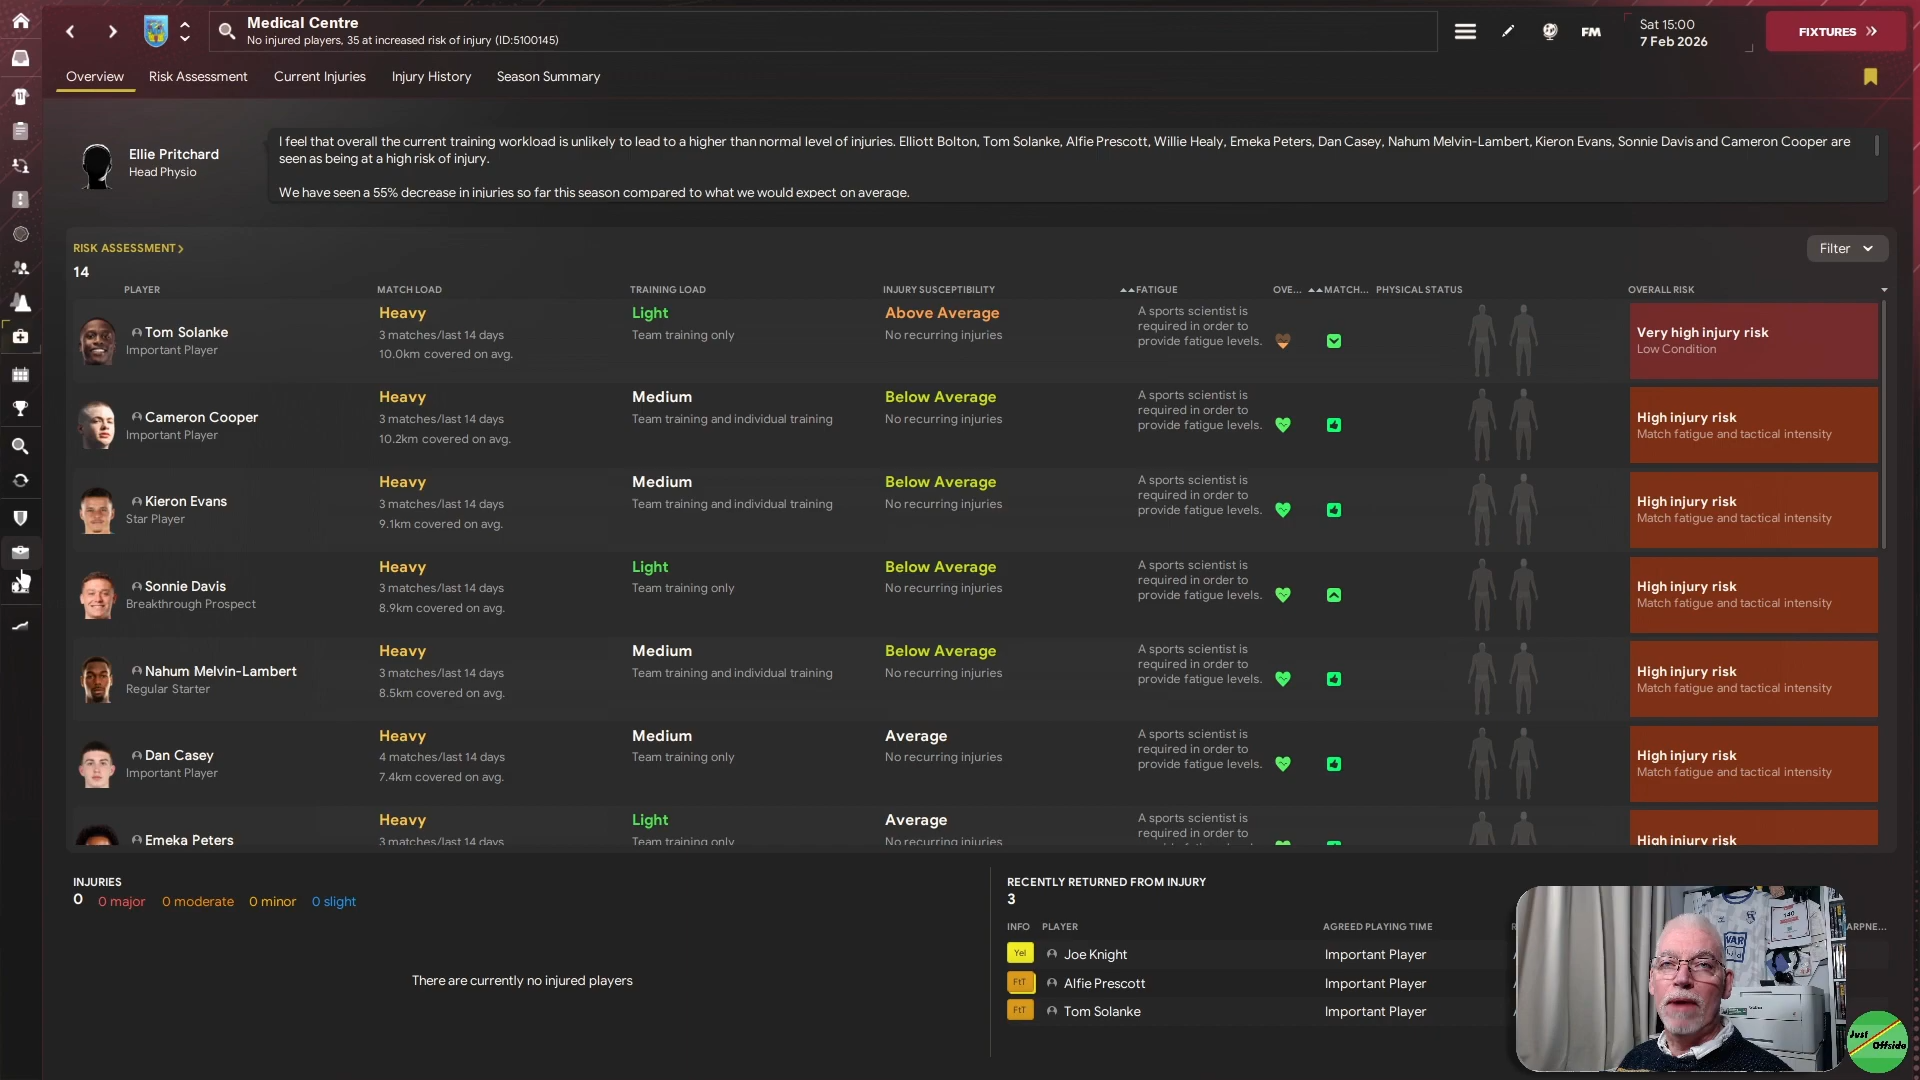 Medical Centre
No injured players, 35 at increased risk of injury (ID:5100145)
FM
Sat 15:00
7 Feb 2026
FIXTURES
Overview
Risk Assessment
Current Injuries
Injury History
Season Summary
Ellie Pritchard
Head Physio
I feel that overall the current training workload is unlikely to lead to a higher than normal level of injuries. Elliott Bolton, Tom Solanke, Alfie Prescott, Willie Healy, Emeka Peters, Dan Casey, Nahum Melvin-Lambert, Kieron Evans, Sonnie Davis and Cameron Cooper are
seen as being at a high risk of injury.
We have seen a 55% decrease in injuries so far this season compared to what we would expect on average.
RISK ASSESSMENT
Filter
14
PLAYER MATCH LOAD TRAINING LOAD INJURY SUSCEPTIBILITY FATIGUE OVE... MATCH... PHYSICAL STATUS OVERALL RISK
Tom Solanke
Important Player
Heavy
3 matches/last 14 days
10.0km covered on avg.
Light
Team training only
Above Average
No recurring injuries
A sports scientist is
required in order to
provide fatigue levels.
Very high injury risk
Low Condition
Cameron Cooper
Important Player
Heavy
3 matches/last 14 days
10.2km covered on avg.
Medium
Team training and individual training
Below Average
No recurring injuries
A sports scientist is
required in order to
provide fatigue levels.
High injury risk
Match fatigue and tactical intensity
Kieron Evans
Star Player
Heavy
3 matches/last 14 days
9.1km covered on avg.
Medium
Team training and individual training
Below Average
No recurring injuries
A sports scientist is
required in order to
provide fatigue levels.
High injury risk
Match fatigue and tactical intensity
Sonnie Davis
Breakthrough Prospect
Heavy
3 matches/last 14 days
8.9km covered on avg.
Light
Team training only
Below Average
No recurring injuries
A sports scientist is
required in order to
provide fatigue levels.
High injury risk
Match fatigue and tactical intensity
Nahum Melvin-Lambert
Regular Starter
Heavy
3 matches/last 14 days
8.5km covered on avg.
Medium
Team training and individual training
Below Average
No recurring injuries
A sports scientist is
required in order to
provide fatigue levels.
High injury risk
Match fatigue and tactical intensity
Dan Casey
Important Player
Heavy
4 matches/last 14 days
7.4km covered on avg.
Medium
Team training only
Average
No recurring injuries
A sports scientist is
required in order to
provide fatigue levels.
High injury risk
Match fatigue and tactical intensity
Emeka Peters
Heavy
3 matches/last 14 days
Light
Team training only
Average
No recurring injuries
A sports scientist is
required in order to
High injury risk
INJURIES
0 0 major 0 moderate 0 minor 0 slight
There are currently no injured players
RECENTLY RETURNED FROM INJURY
3
INFO PLAYER AGREED PLAYING TIME ARPNE...
Yel Joe Knight Important Player
FtT Alfie Prescott Important Player
FtT Tom Solanke Important Player
VAR
140
Just
Offside